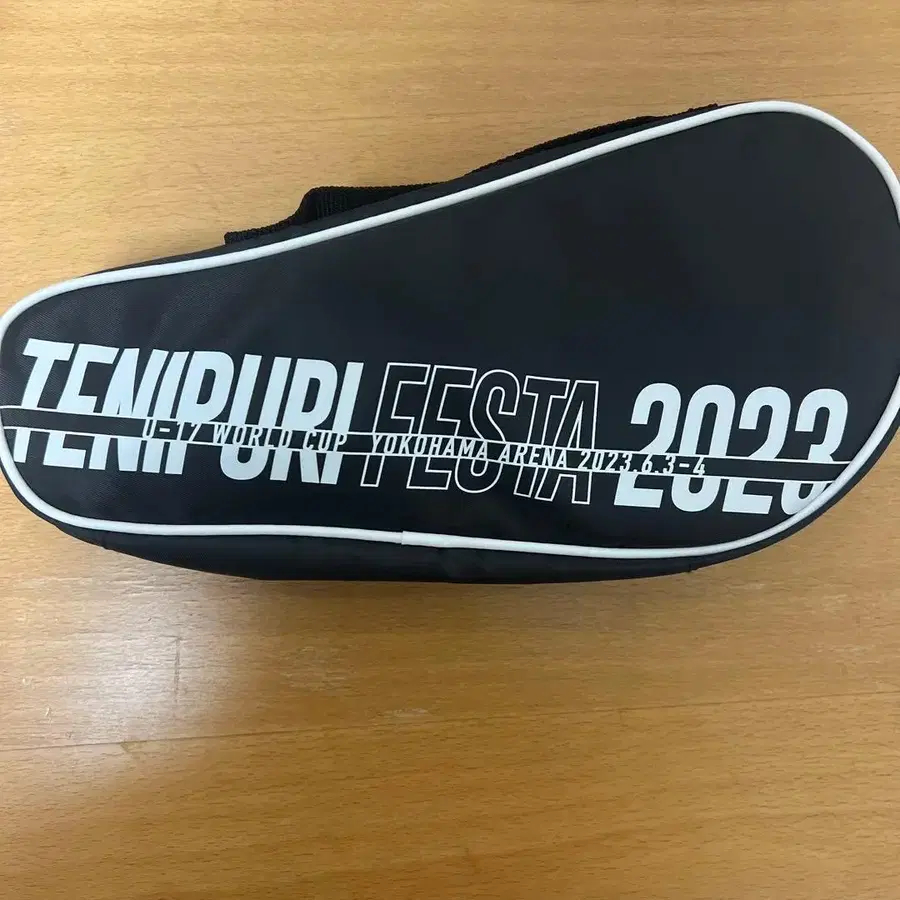 TENIPURI FESTA 2023
U-17 WORLD CUP YOKOHAMA ARENA 2023.6.3-4